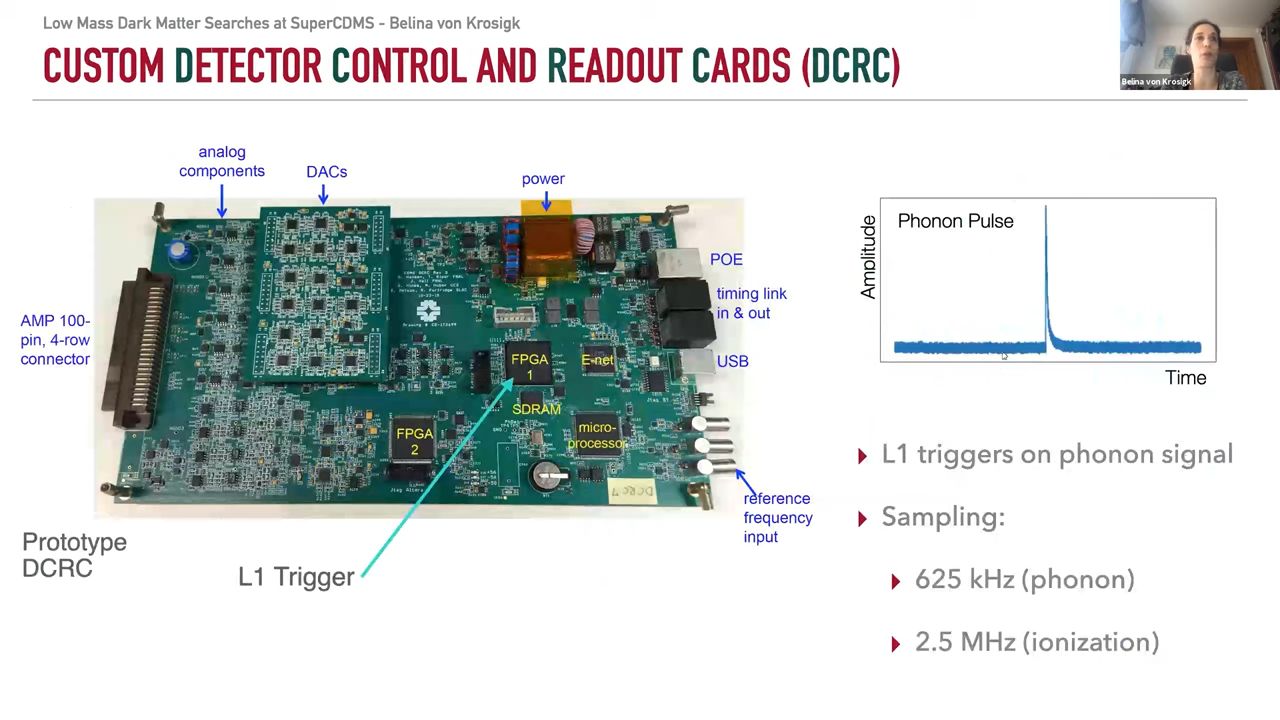 Low Mass Dark Matter Searches at SuperCDMS - Belina von Krosigk
CUSTOM DETECTOR CONTROL AND READOUT CARDS (DCRC)
Belina von Krosigk
analog
components
DACs
power
POE
timing link
in & out
USB
AMP 100-
pin, 4-row
connector
FPGA
1
E-net
SDRAM
FPGA
2
micro-
processor
reference
frequency
input
DCRC 7
Prototype
DCRC
L1 Trigger
Amplitude
Phonon Pulse
Time
L1 triggers on phonon signal
Sampling:
625 kHz (phonon)
2.5 MHz (ionization)